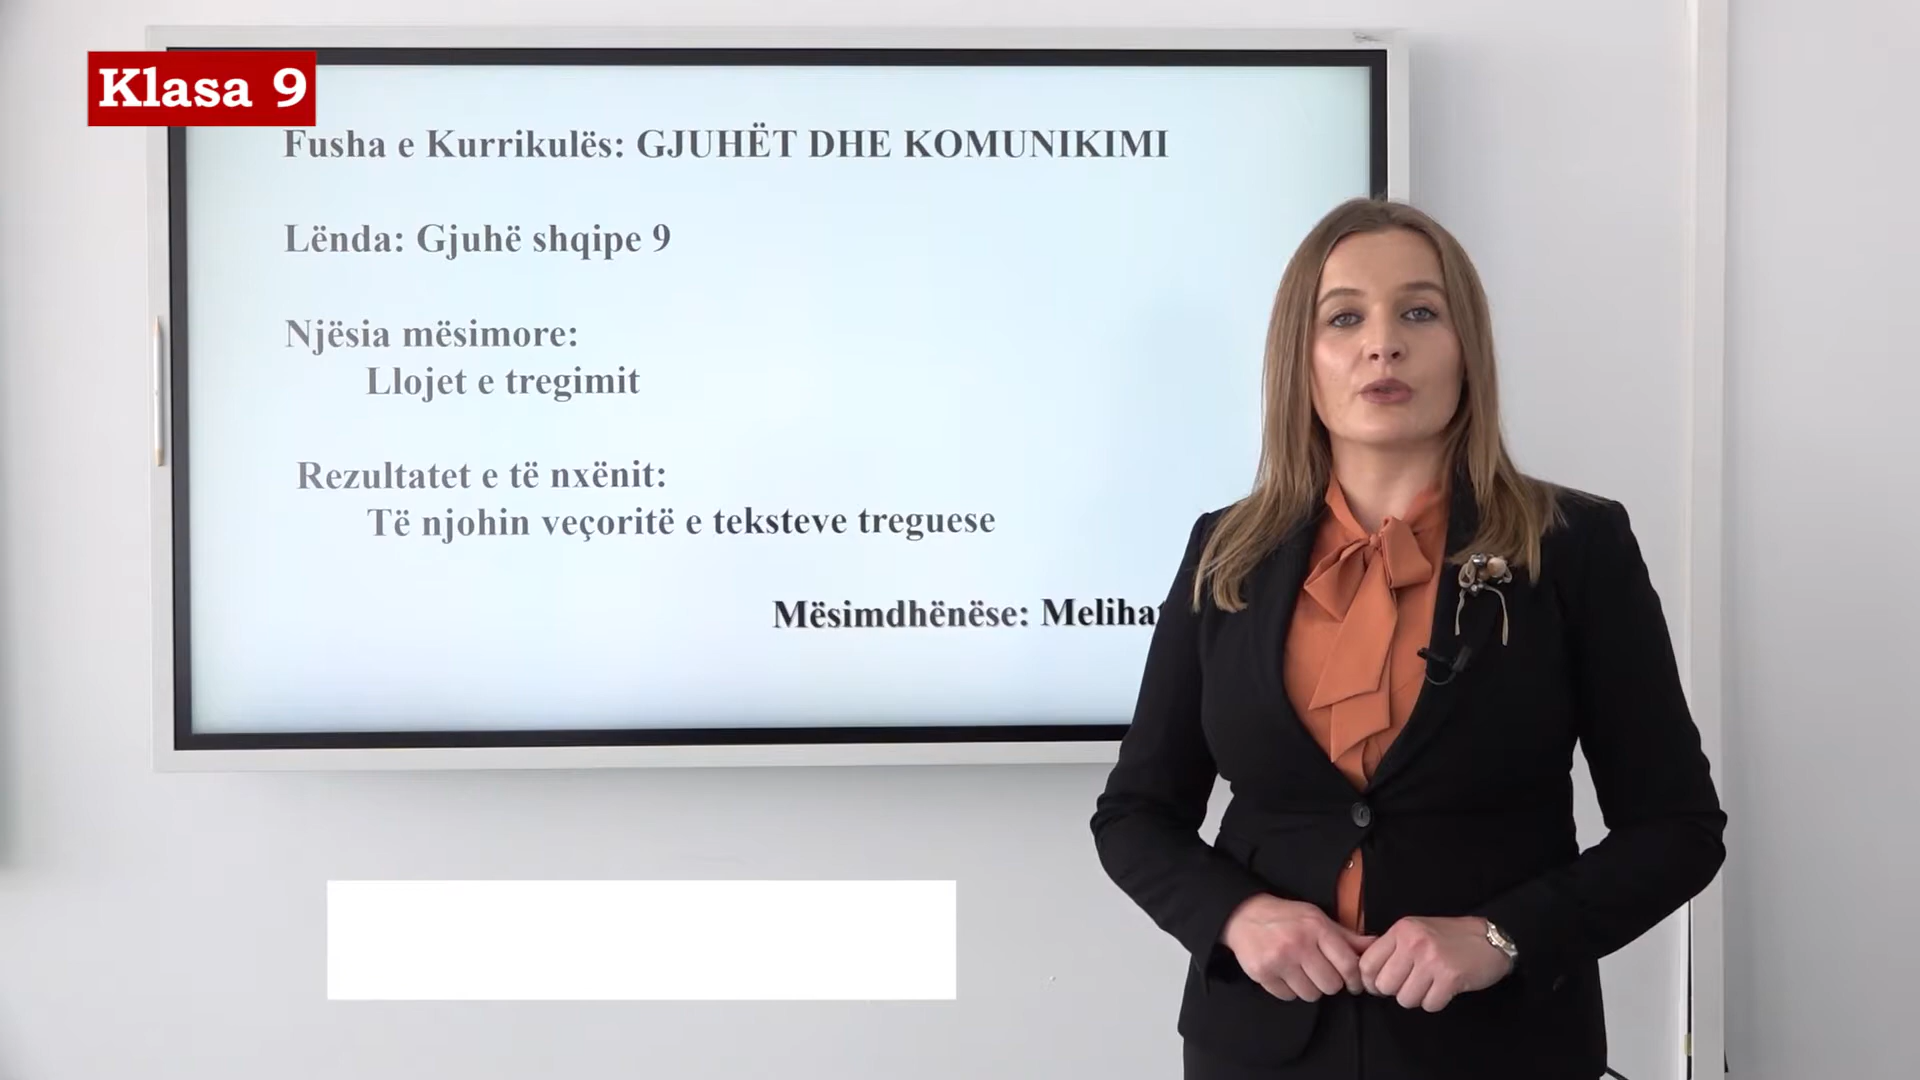 Klasa 9
Fusha e Kurrikulës: GJUHËT DHE KOMUNIKIMI
Lënda: Gjuhë shqipe 9
Njësia mësimore:
Llojet e tregimit
Rezultatet e të nxënit:
Të njohin veçoritë e teksteve treguese
Mësimdhënëse: